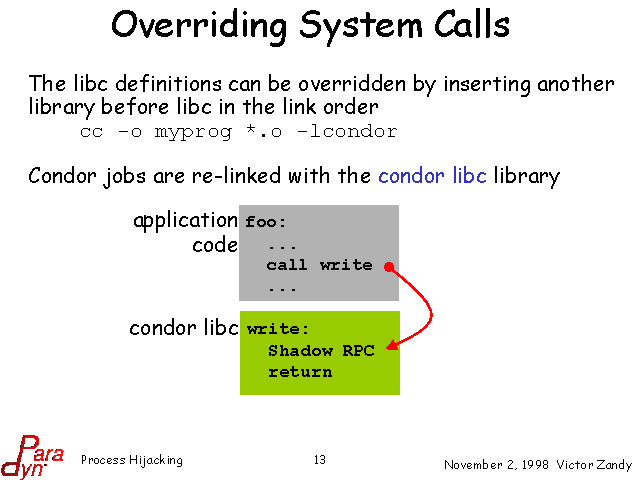 Overriding System Calls
The libc definitions can be overridden by inserting another
library before libc in the link order
cc -o myprog *.o -lcondor
Condor jobs are re-linked with the condor libc library
application
code
foo:
...
call write
...
condor libc
write:
Shadow RPC
return
Para
dyn
Process Hijacking
13
November 2, 1998 Victor Zandy